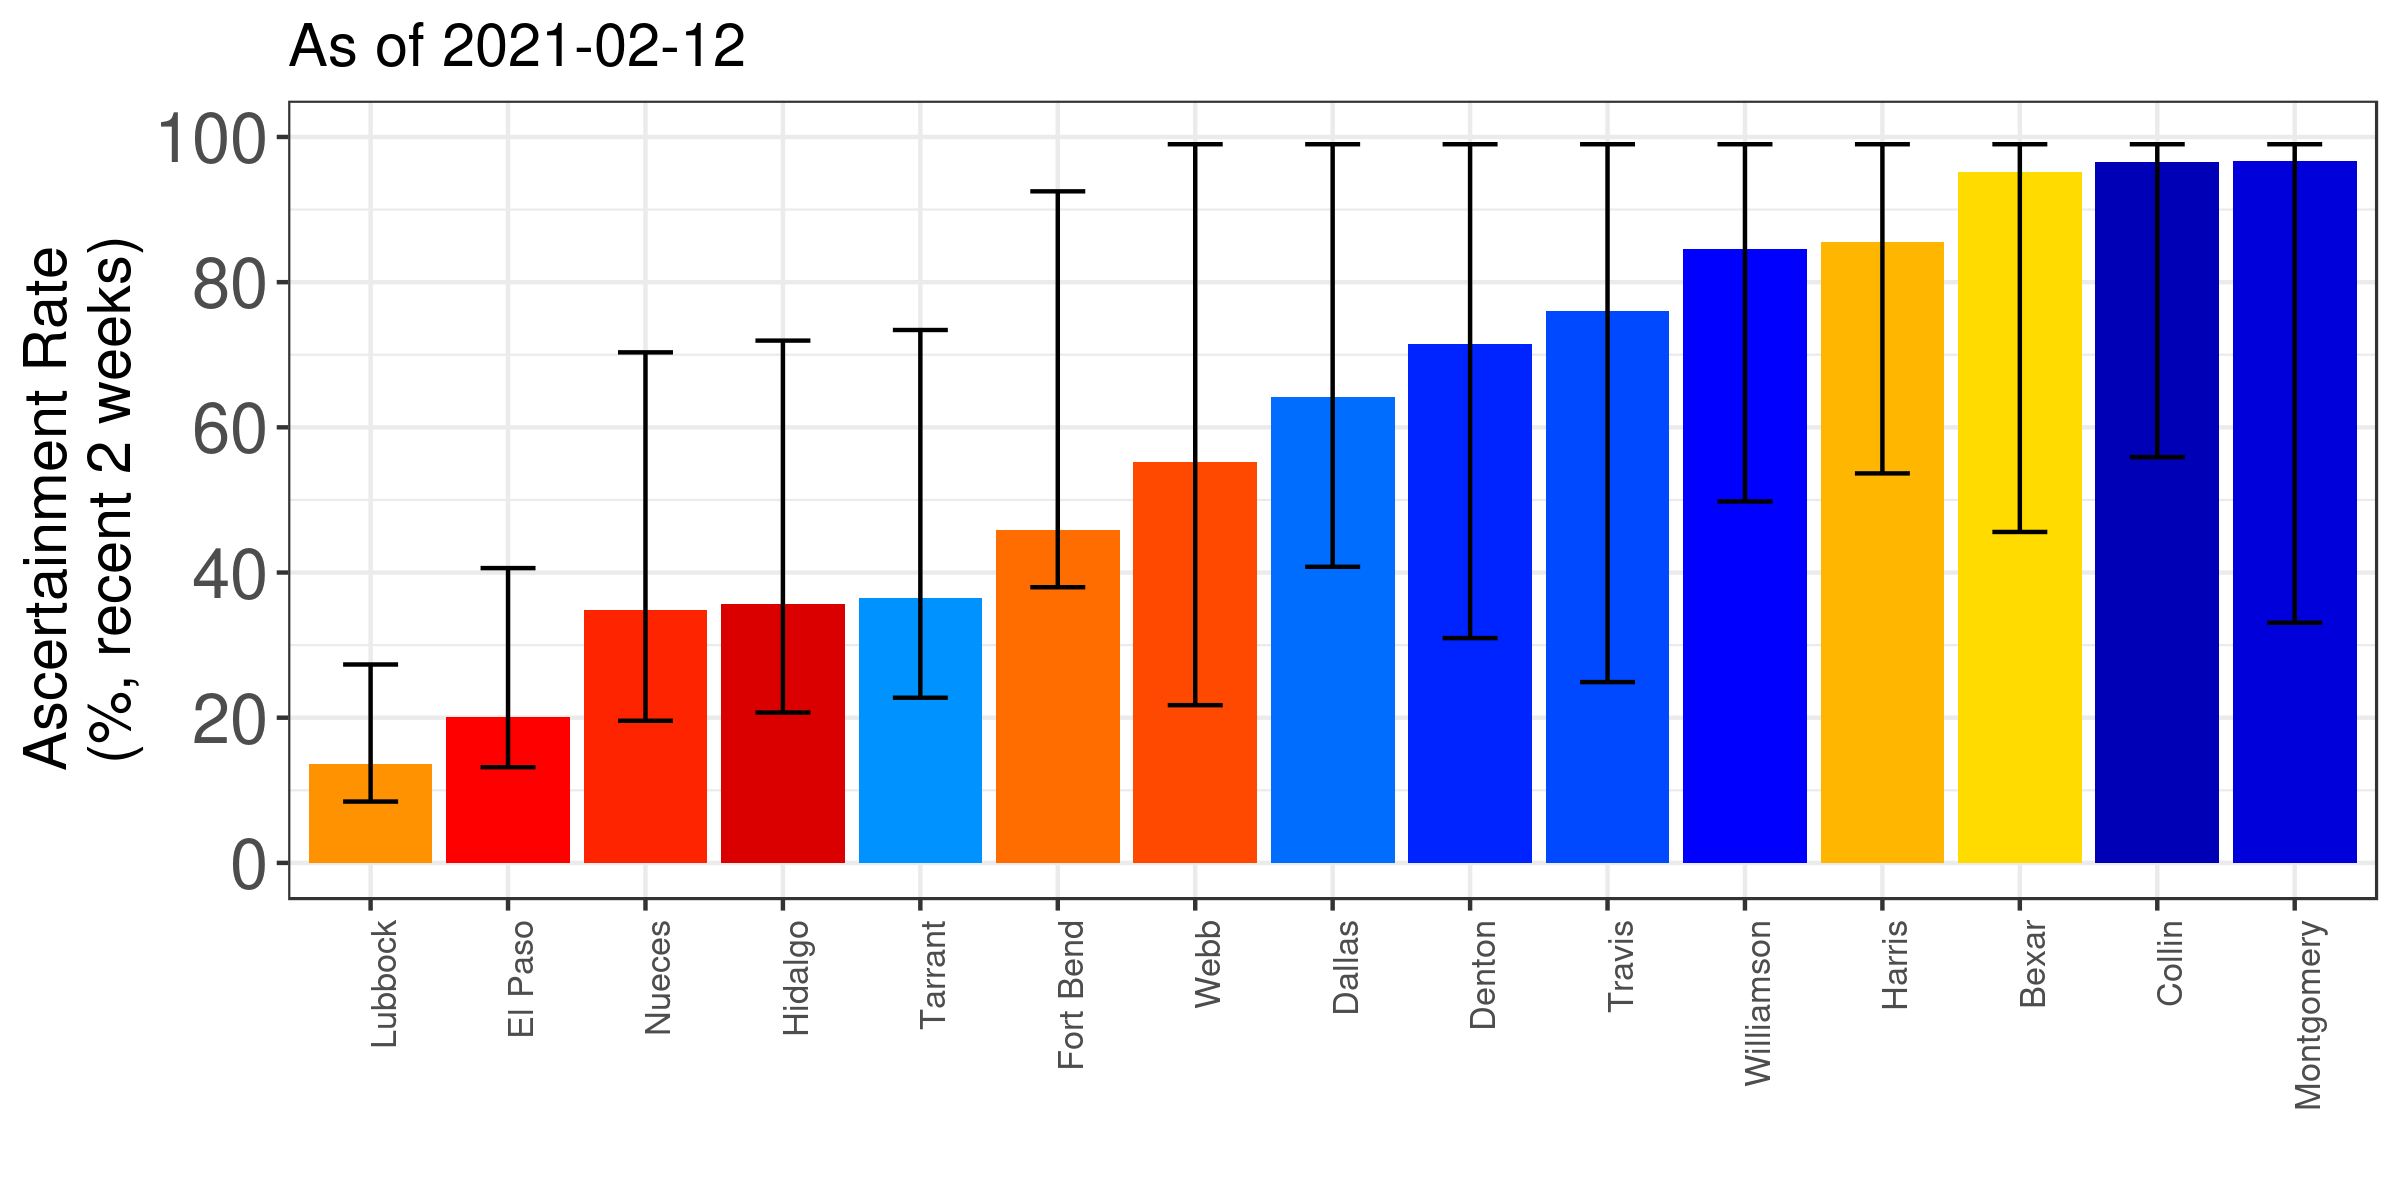 As of 2021-02-12
Ascertainment Rate
(%, recent 2 weeks)
100
80
60
40
20
0
Lubbock
El Paso
Nueces
Hidalgo
Tarrant
Fort Bend
Webb
Dallas
Denton
Travis
Williamson
Harris
Bexar
Collin
Montgomery